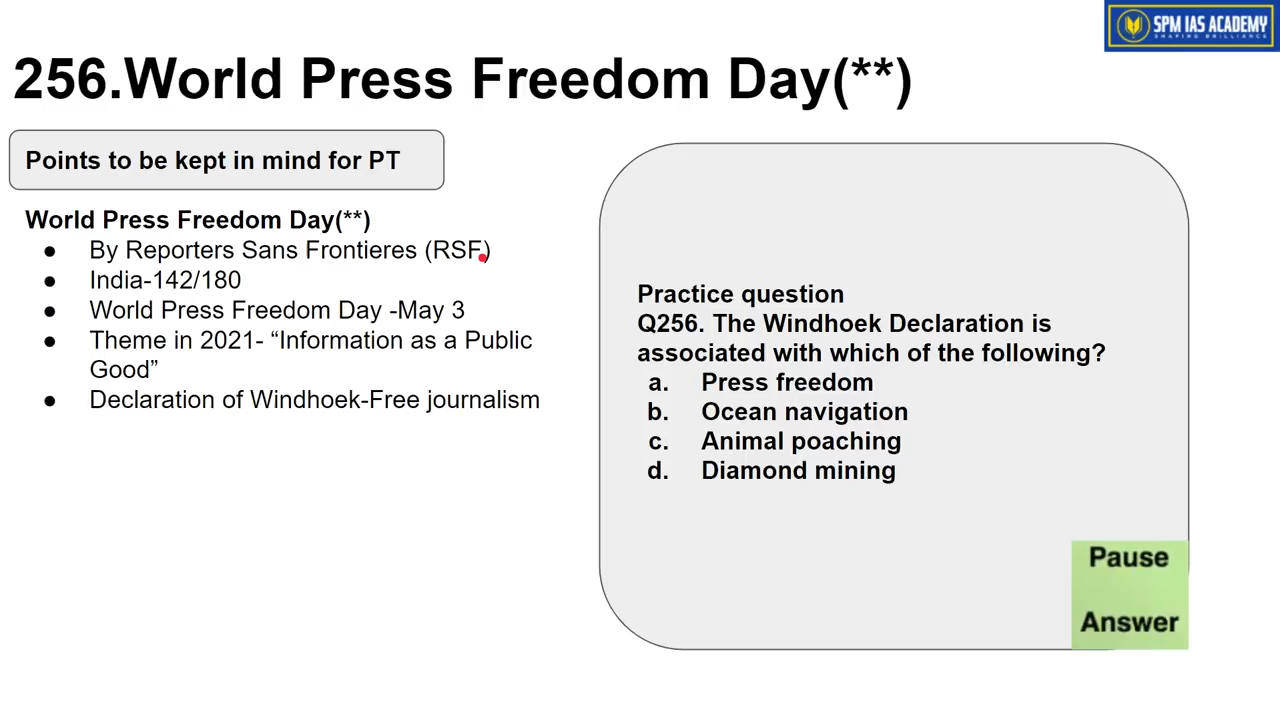 SPM IAS ACADEMY
SHAPING BRILLIANCE
256.World Press Freedom Day(**)
Points to be kept in mind for PT
World Press Freedom Day(**)
● By Reporters Sans Frontieres (RSF)
● India-142/180
● World Press Freedom Day -May 3
● Theme in 2021- “Information as a Public
Good”
● Declaration of Windhoek-Free journalism
Practice question
Q256. The Windhoek Declaration is
associated with which of the following?
a. Press freedom
b. Ocean navigation
c. Animal poaching
d. Diamond mining
Pause
Answer